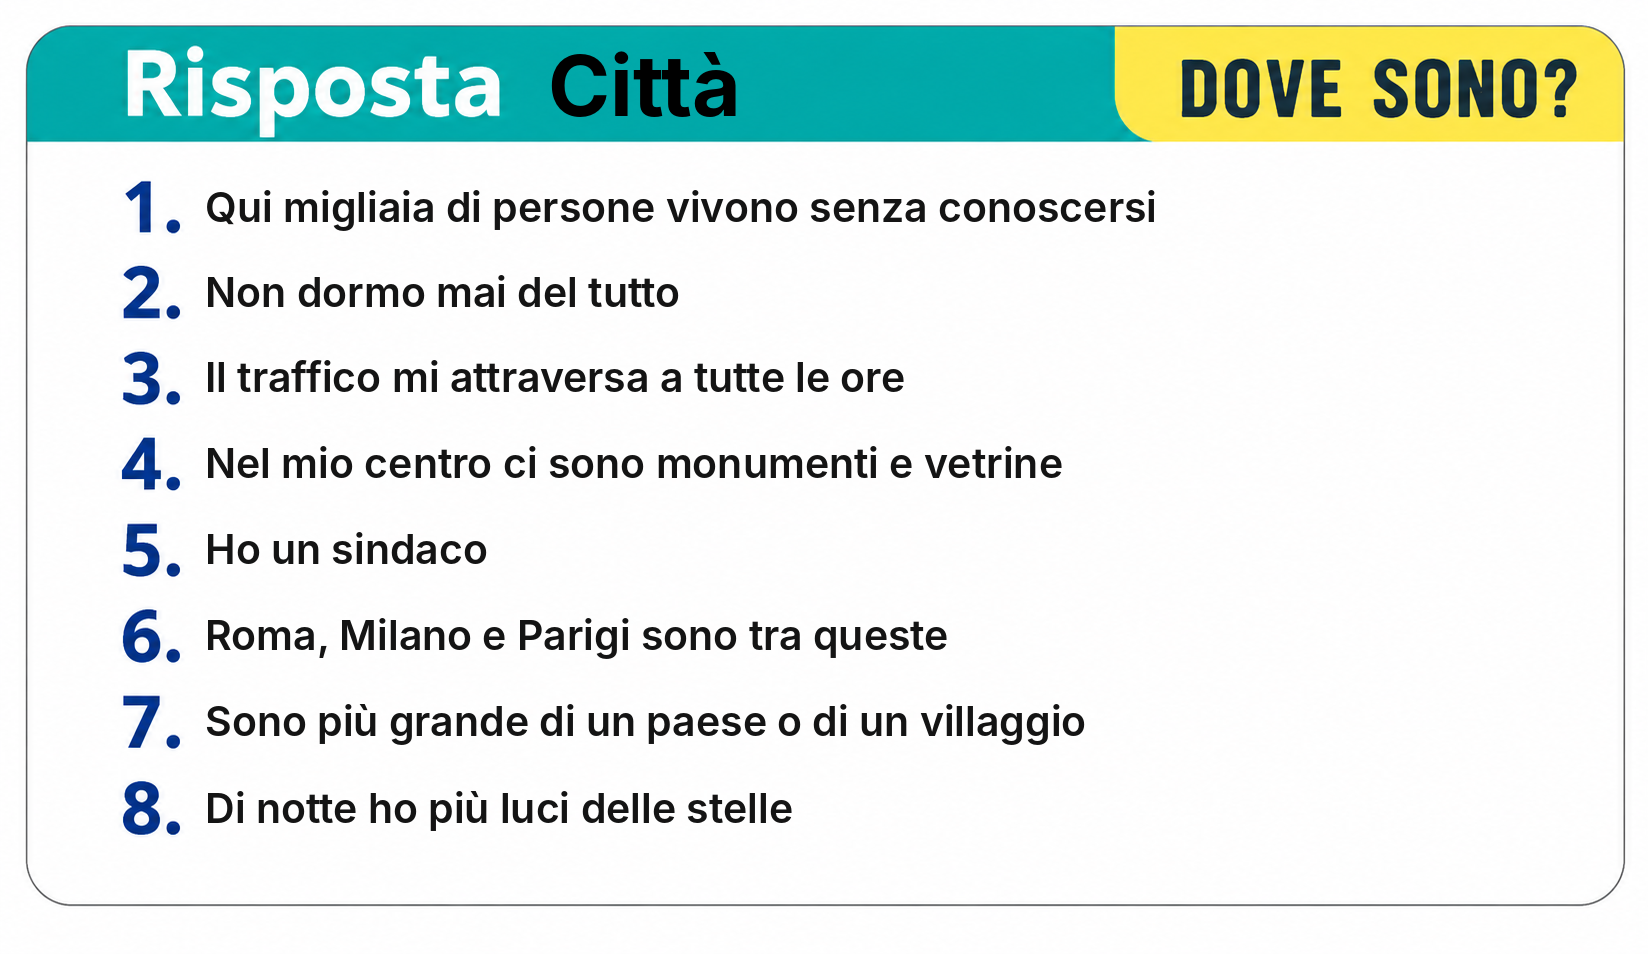 Risposta Città
DOVE SONO?
1. Qui migliaia di persone vivono senza conoscersi
2. Non dormo mai del tutto
3. Il traffico mi attraversa a tutte le ore
4. Nel mio centro ci sono monumenti e vetrine
5. Ho un sindaco
6. Roma, Milano e Parigi sono tra queste
7. Sono più grande di un paese o di un villaggio
8. Di notte ho più luci delle stelle